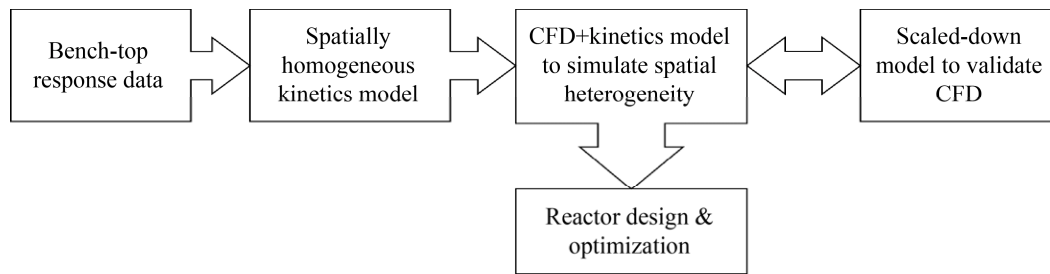 Bench-top
response data
Spatially
homogeneous
kinetics model
CFD+kinetics model
to simulate spatial
heterogeneity
Scaled-down
model to validate
CFD
Reactor design &
optimization